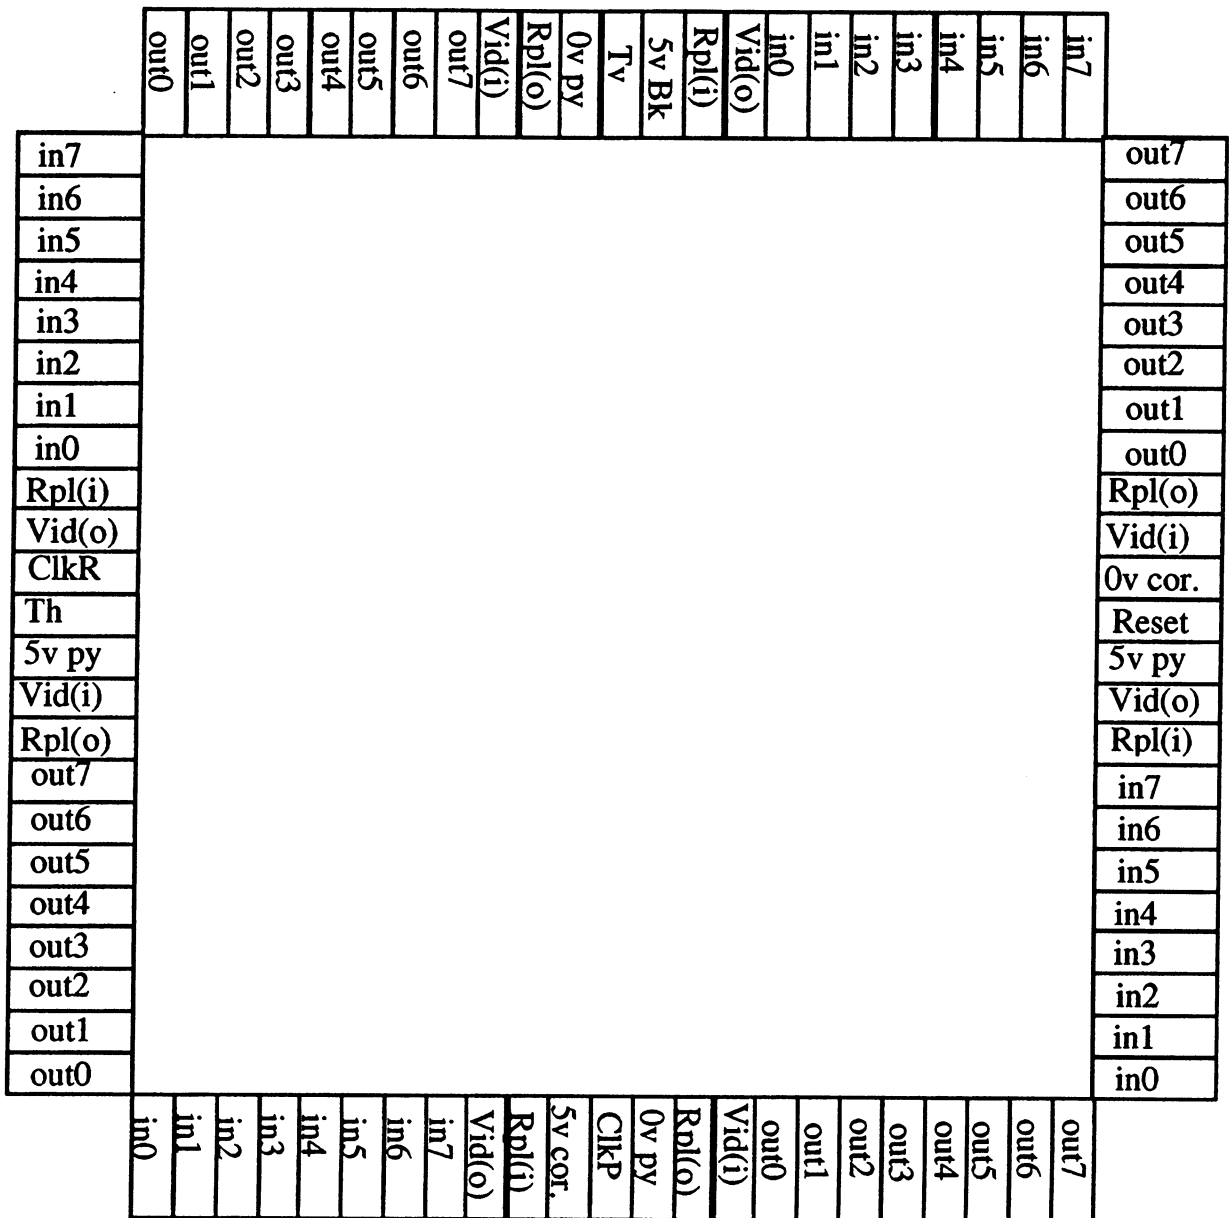 out0
out1
out2
out3
out4
out5
out6
out7
Vid(i)
Rpl(o)
0v py
Tv
5v Bk
Rpl(i)
Vid(o)
in0
in1
in2
in3
in4
in5
in6
in7
in7
in6
in5
in4
in3
in2
in1
in0
Rpl(i)
Vid(o)
ClkR
Th
5v py
Vid(i)
Rpl(o)
out7
out6
out5
out4
out3
out2
out1
out0
out7
out6
out5
out4
out3
out2
out1
out0
Rpl(o)
Vid(i)
0v cor.
Reset
5v py
Vid(o)
Rpl(i)
in7
in6
in5
in4
in3
in2
in1
in0
in0
in1
in2
in3
in4
in5
in6
in7
Vid(o)
Rpl(i)
5v cor.
ClkP
0v py
Rpl(o)
Vid(i)
out0
out1
out2
out3
out4
out5
out6
out7